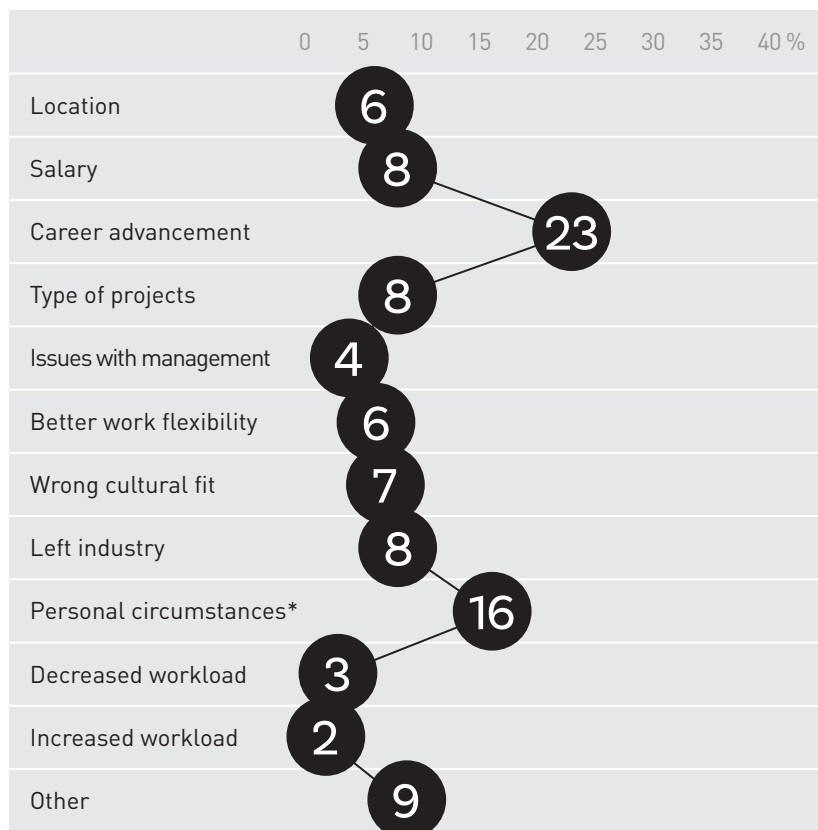 0 5 10 15 20 25 30 35 40 %
Location 6
Salary 8
Career advancement 23
Type of projects 8
Issues with management 4
Better work flexibility 6
Wrong cultural fit 7
Left industry 8
Personal circumstances* 16
Decreased workload 3
Increased workload 2
Other 9